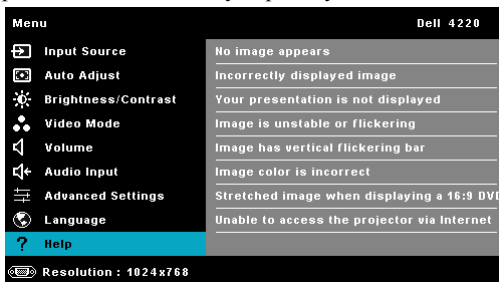 Menu Dell 4220
Input Source
Auto Adjust
Brightness/Contrast
Video Mode
Volume
Audio Input
Advanced Settings
Language
? Help
No image appears
Incorrectly displayed image
Your presentation is not displayed
Image is unstable or flickering
Image has vertical flickering bar
Image color is incorrect
Stretched image when displaying a 16:9 DVD
Unable to access the projector via Internet
Resolution : 1024x768